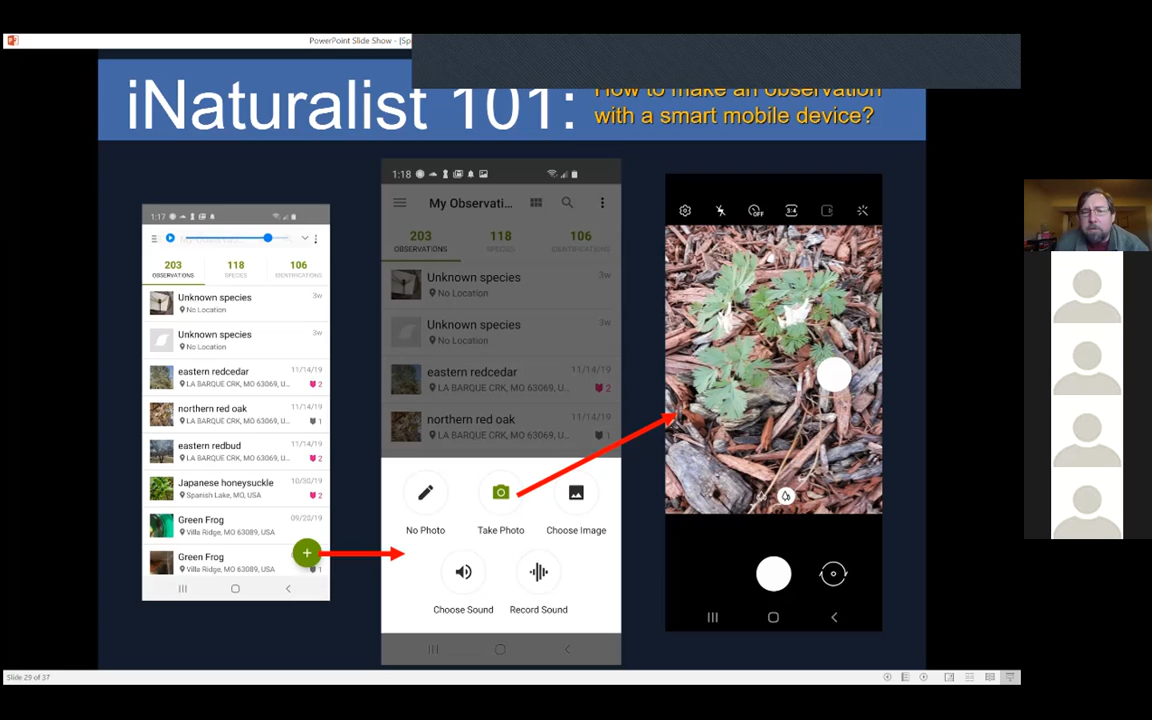 PowerPoint Slide Show - [Sp
iNaturalist 101:
How to make an observation
with a smart mobile device?
1:17
203
118
106
OBSERVATIONS
SPECIES
IDENTIFICATIONS
Unknown species
3w
No Location
Unknown species
3w
No Location
eastern redcedar
11/14/19
LA BARQUE CRK, MO 63069, U...
2
northern red oak
11/14/19
LA BARQUE CRK, MO 63069, U...
1
eastern redbud
11/14/19
LA BARQUE CRK, MO 63069, U...
2
Japanese honeysuckle
10/30/19
Spanish Lake, MO, USA
2
Green Frog
09/20/19
Villa Ridge, MO 63089, USA
Green Frog
Villa Ridge, MO 63089, USA
1
1:18
My Observati...
203
118
106
OBSERVATIONS
SPECIES
IDENTIFICATIONS
Unknown species
3w
No Location
Unknown species
3w
No Location
eastern redcedar
11/14/19
LA BARQUE CRK, MO 63069, U...
2
northern red oak
11/14/19
LA BARQUE CRK, MO 63069, U...
1
No Photo
Take Photo
Choose Image
Choose Sound
Record Sound
OFF
3:4
Slide 29 of 37